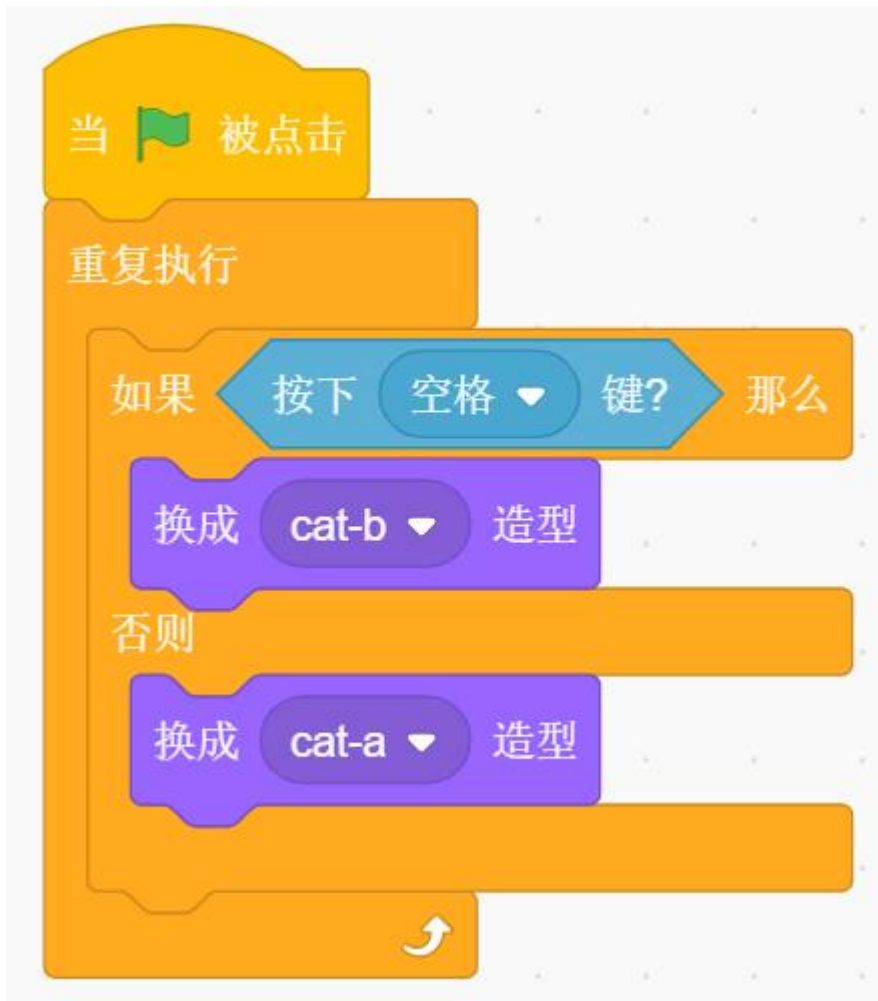 当 被点击
重复执行
如果 按下 空格 键? 那么
换成 cat-b 造型
否则
换成 cat-a 造型